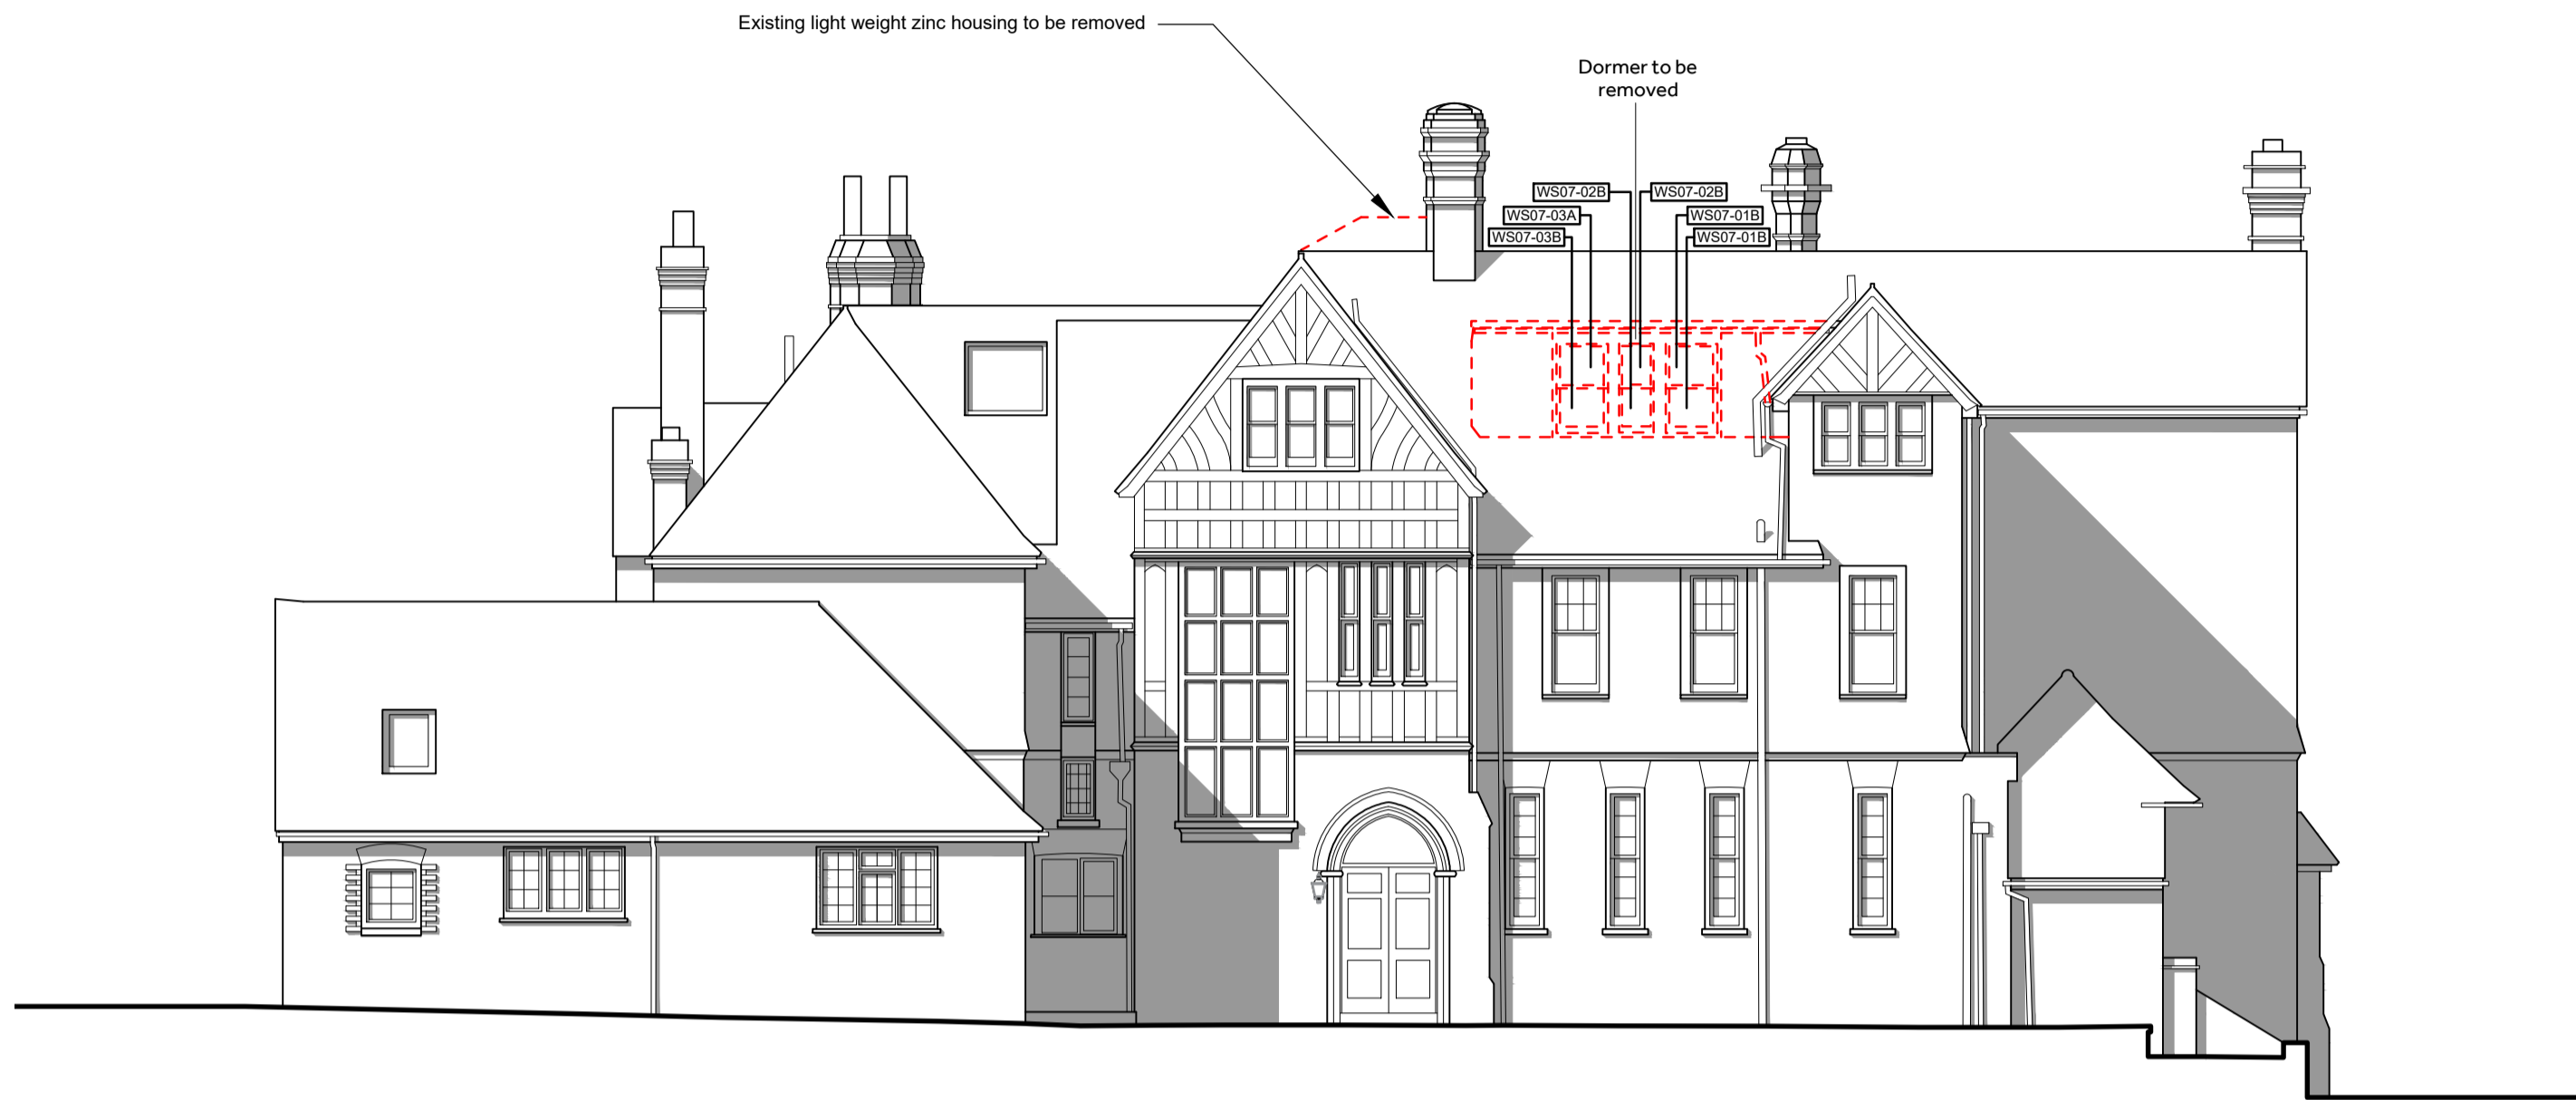 Existing light weight zinc housing to be removed
Dormer to be
removed
WS07-02B
WS07-02B
WS07-03A
WS07-01B
WS07-03B
WS07-01B